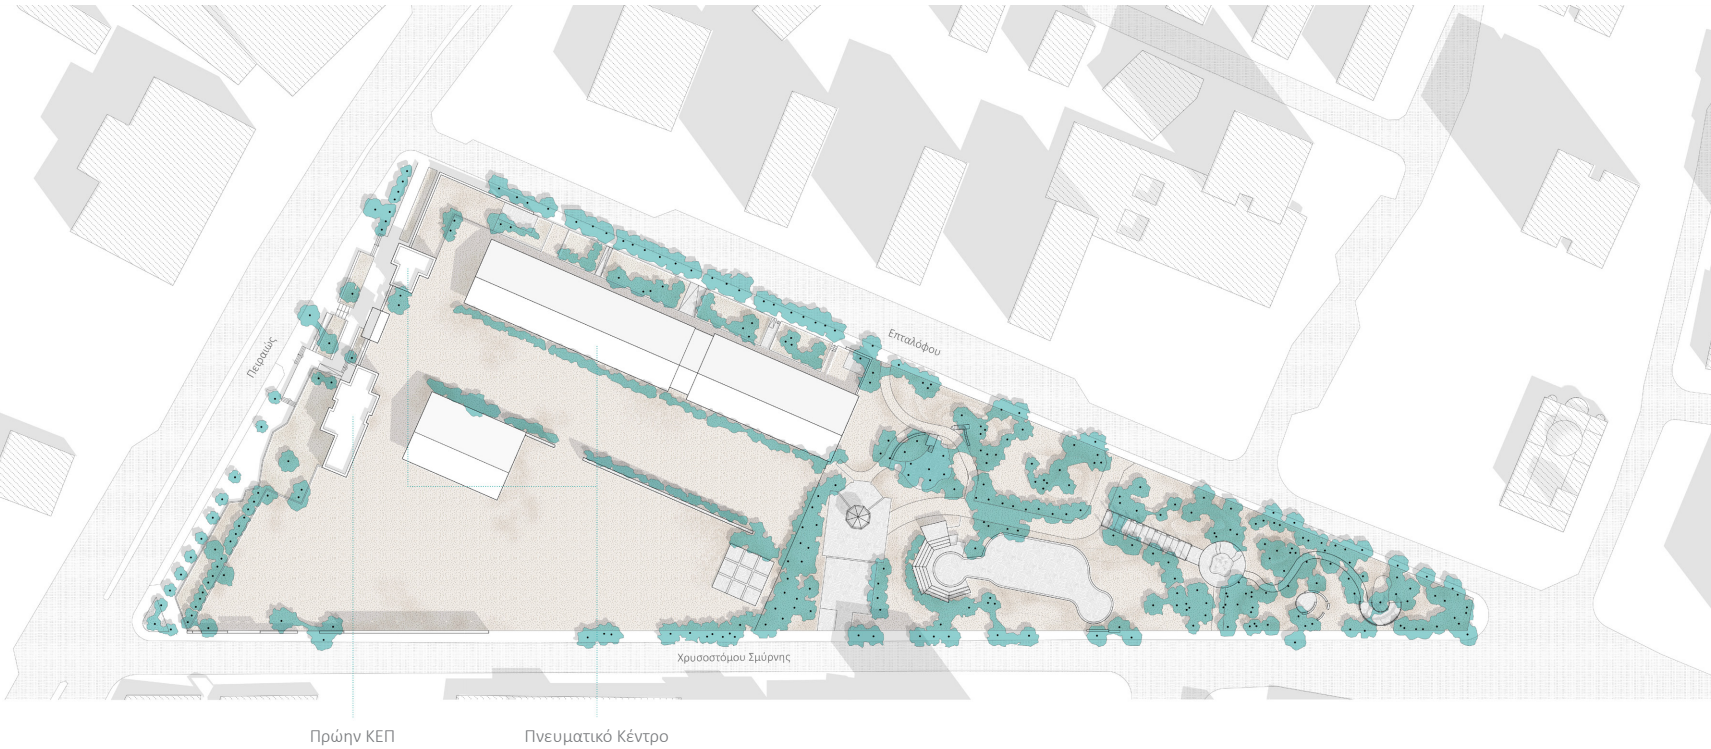 Επταλόφου
Πειραιώς
Χρυσοστόμου Σμύρνης
Πρώην ΚΕΠ
Πνευματικό Κέντρο